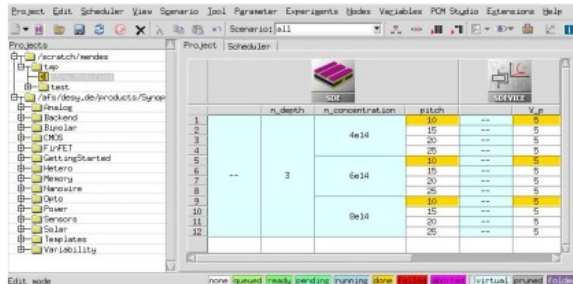 Project Edit Scheduler View Scenario Tool Parameter Experiments Nodes Variables PCM Studio Extensions Help
Scenario: all
Projects
Project Scheduler
/scratch/mendes
tmp
test
/afs/desy.de/products/Synop
Analog
Backend
Bipolar
CMOS
FinFET
GettingStarted
Hetero
Memory
Nanowire
Opto
Power
Sensors
Solar
Templates
Variability
SDE SDEVICE
n_depth n_concentration pitch V_p
1 -- 3 4e14 10 -- 5
2 15 -- 5
3 20 -- 5
4 25 -- 5
5 6e14 10 -- 5
6 15 -- 5
7 20 -- 5
8 25 -- 5
9 8e14 10 -- 5
10 15 -- 5
11 20 -- 5
12 25 -- 5
Edit mode
none queued ready pending running done failed aborted virtual pruned folded